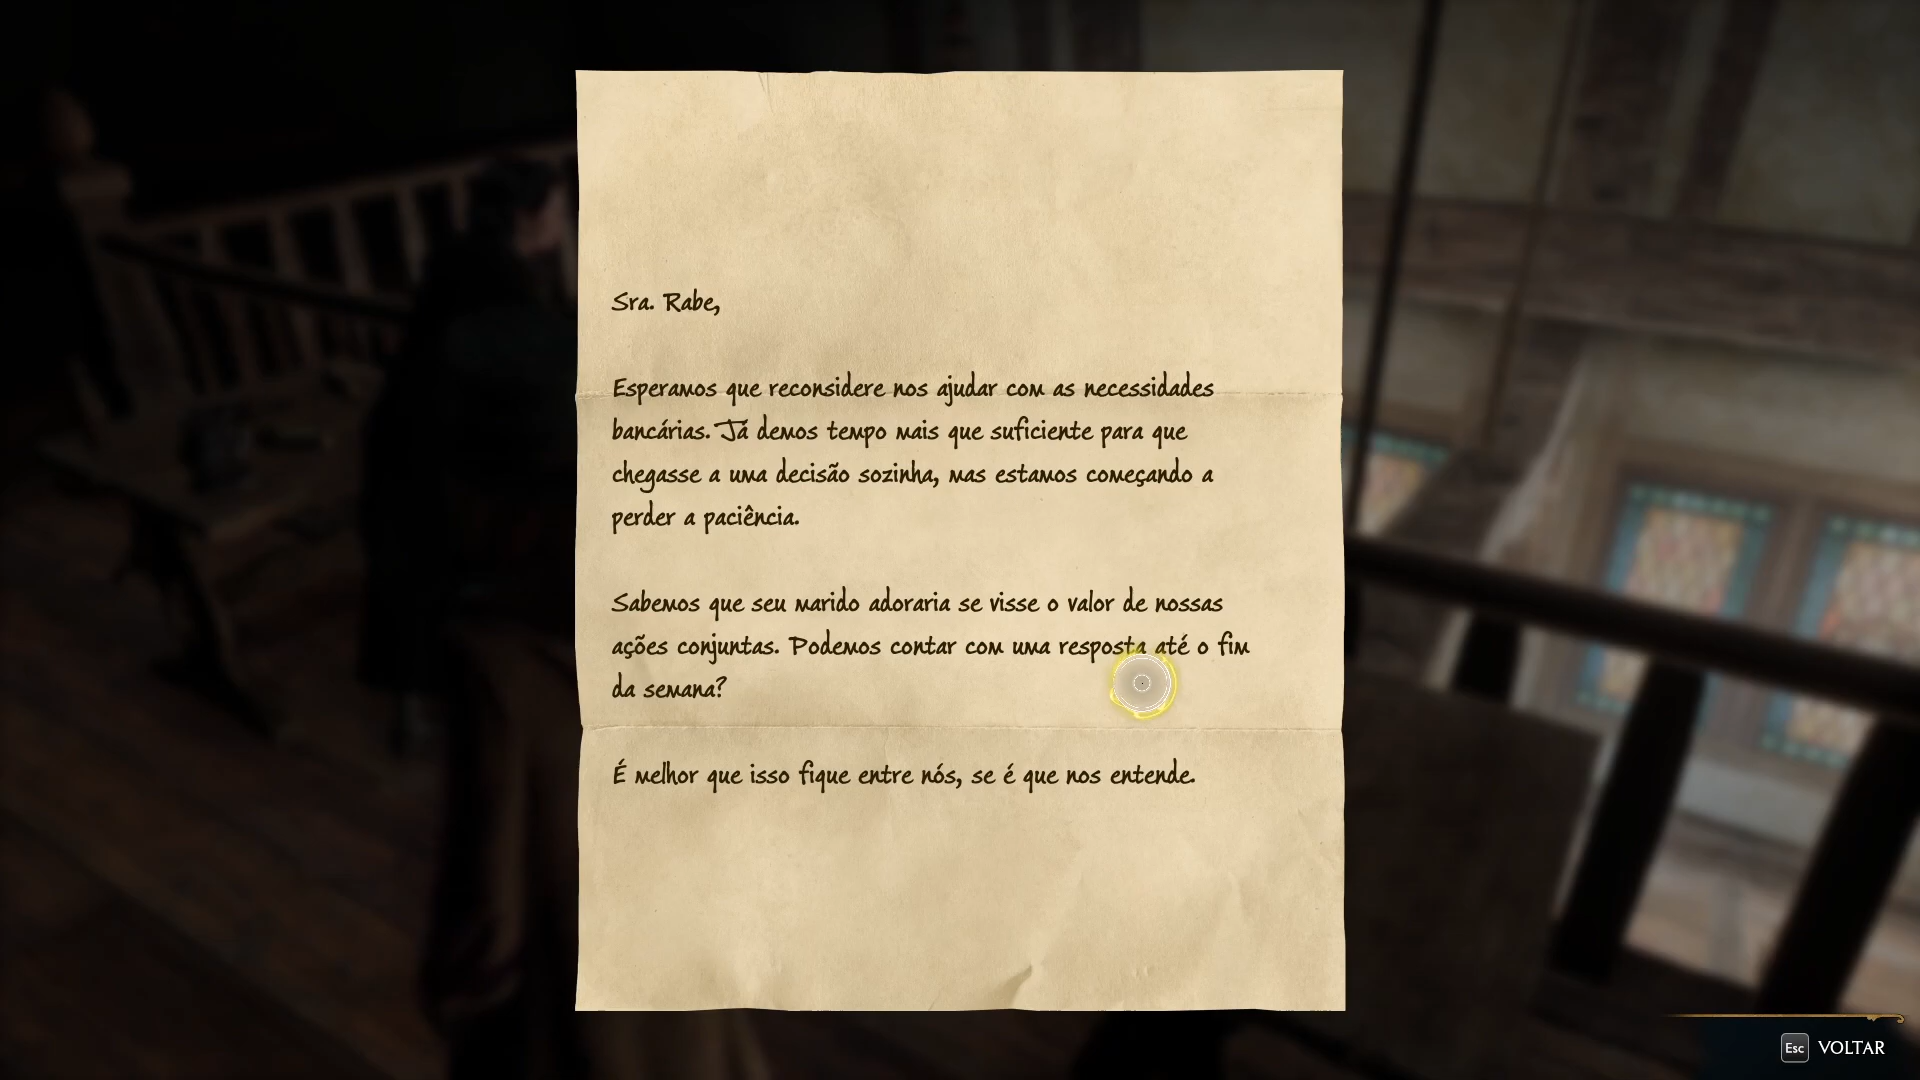 Sra. Rabe,
Esperamos que reconsidere nos ajudar com as necessidades
bancárias. Já demos tempo mais que suficiente para que
chegasse a uma decisão sozinha, mas estamos começando a
perder a paciência.
Sabemos que seu marido adoraria se visse o valor de nossas
ações conjuntas. Podemos contar com uma resposta até o fim
da semana?
É melhor que isso fique entre nós, se é que nos entende.
Esc VOLTAR